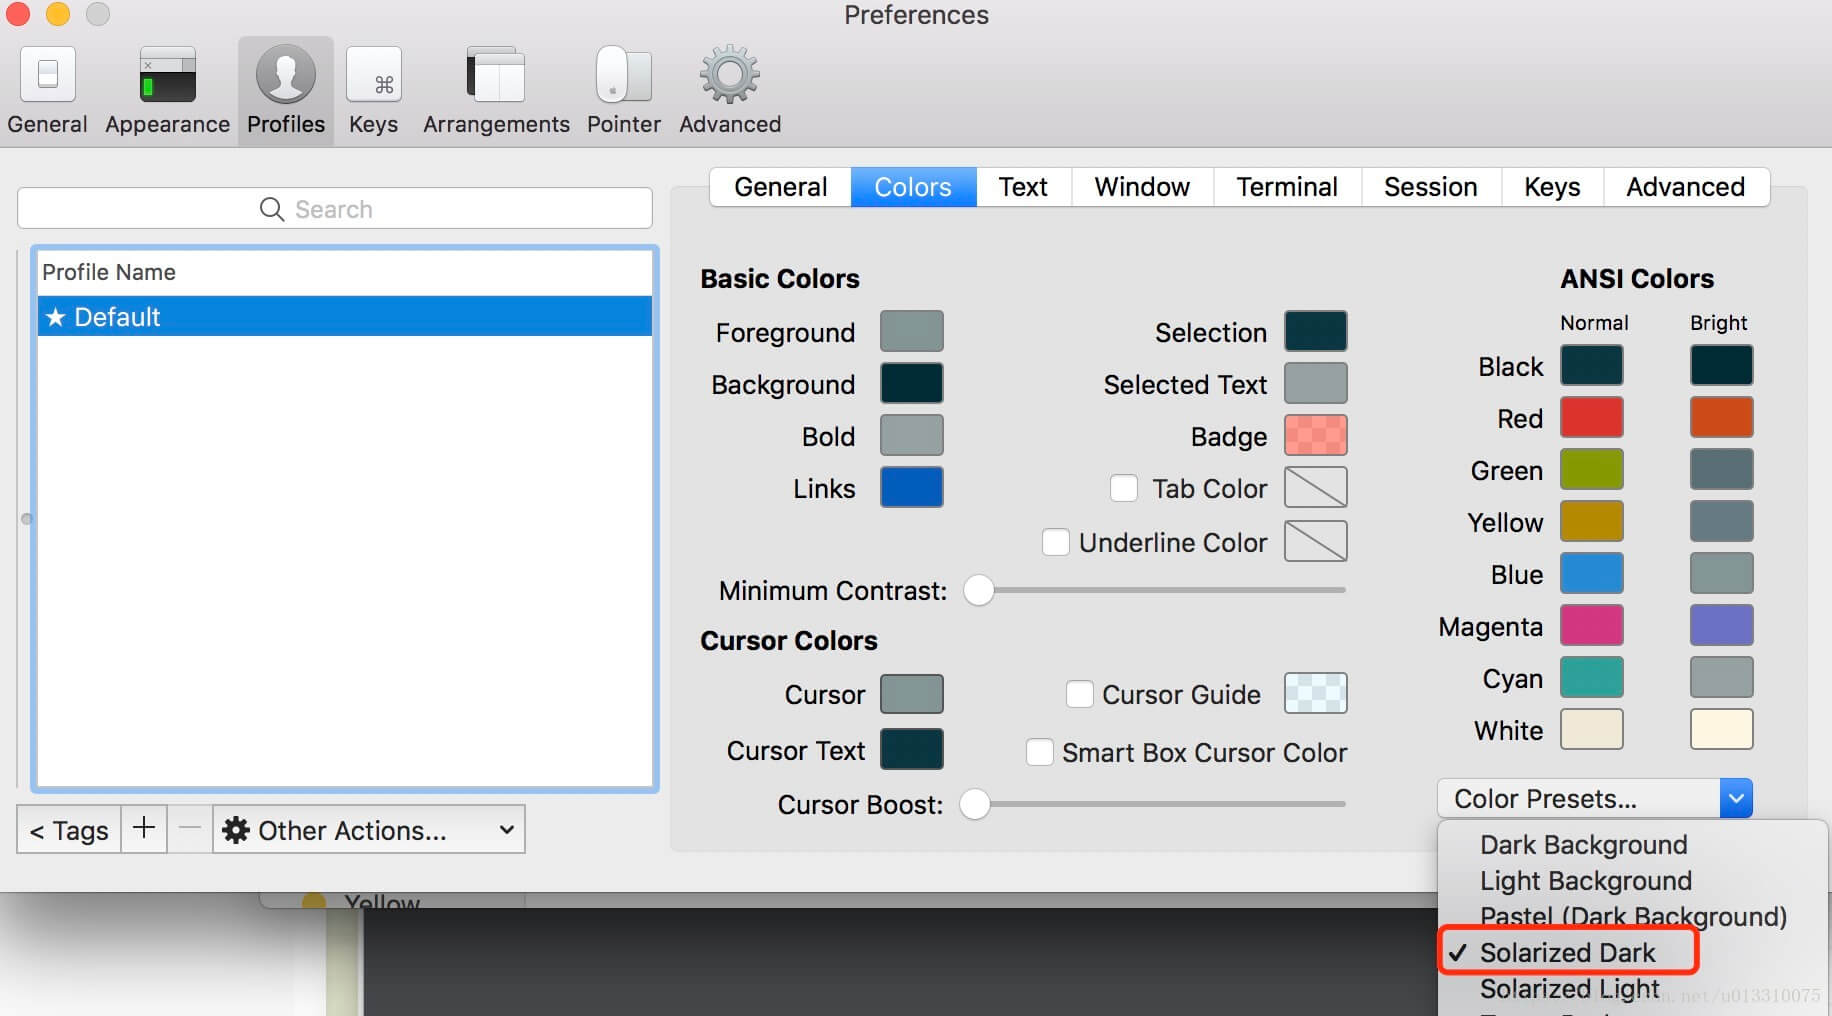 Preferences
General Appearance Profiles Keys Arrangements Pointer Advanced
General Colors Text Window Terminal Session Keys Advanced
Search
Profile Name
★ Default
< Tags + − Other Actions...
Basic Colors
Foreground
Background
Bold
Links
Selection
Selected Text
Badge
Tab Color
Underline Color
Minimum Contrast:
Cursor Colors
Cursor
Cursor Text
Cursor Guide
Smart Box Cursor Color
Cursor Boost:
ANSI Colors
Normal Bright
Black
Red
Green
Yellow
Blue
Magenta
Cyan
White
Color Presets...
Dark Background
Light Background
Pastel (Dark Background)
✓ Solarized Dark
Solarized Light
Yellow
net/u013310075